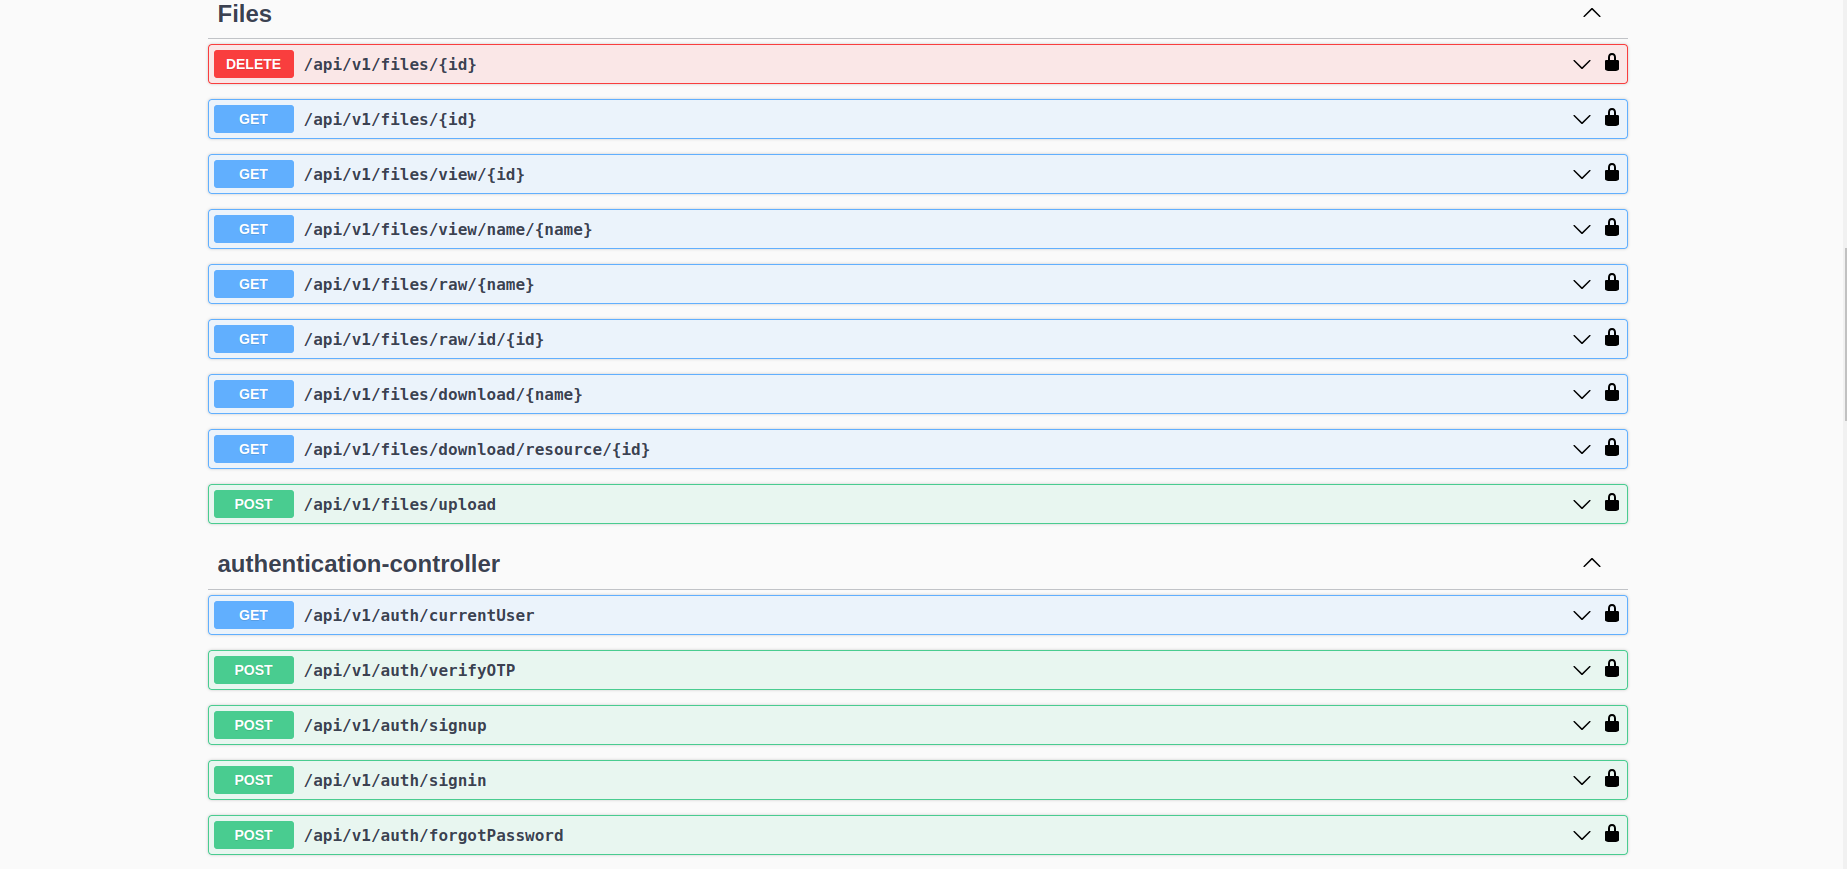 Files
DELETE /api/v1/files/{id}
GET /api/v1/files/{id}
GET /api/v1/files/view/{id}
GET /api/v1/files/view/name/{name}
GET /api/v1/files/raw/{name}
GET /api/v1/files/raw/id/{id}
GET /api/v1/files/download/{name}
GET /api/v1/files/download/resource/{id}
POST /api/v1/files/upload
authentication-controller
GET /api/v1/auth/currentUser
POST /api/v1/auth/verifyOTP
POST /api/v1/auth/signup
POST /api/v1/auth/signin
POST /api/v1/auth/forgotPassword